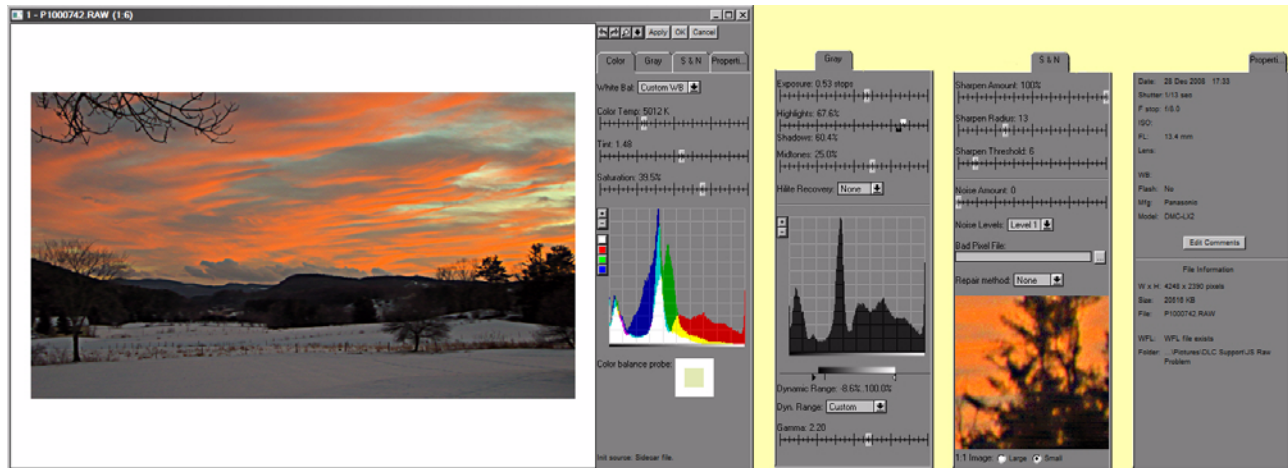 1 - P1000742.RAW (1:6)
Apply OK Cancel
Color Gray S & N Properti...
White Bal: Custom WB
Color Temp: 5012 K
Tint: 1.48
Saturation: 39.5%
+
-
Color balance probe:
Init source: Sidecar file.
Gray
Exposure: 0.53 stops
Highlights: 67.6%
Shadows: 60.4%
Midtones: 25.0%
Hilite Recovery: None
+
-
Dynamic Range: -8.6%..100.0%
Dyn. Range: Custom
Gamma: 2.20
S & N
Sharpen Amount: 100%
Sharpen Radius: 13
Sharpen Threshold: 6
Noise Amount: 0
Noise Levels: Level 1
Bad Pixel File:
...
Repair method: None
1:1 Image: Large Small
Properti...
Date: 28 Dec 2008 17:33
Shutter: 1/13 sec
F stop:
ISO:
FL: 13.4 mm
Lens:
WB:
Flash: No
Mfg: Panasonic
Model: DMC-LX2
Edit Comments
File Information
W x H: 4248 x 2390 pixels
Size: 20516 KB
File: P1000742.RAW
WFL: WFL file exists
Folder: ...\Pictures\DLC Support\JS Raw
Problem